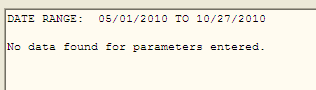 DATE RANGE:  05/01/2010 TO 10/27/2010
No data found for parameters entered.